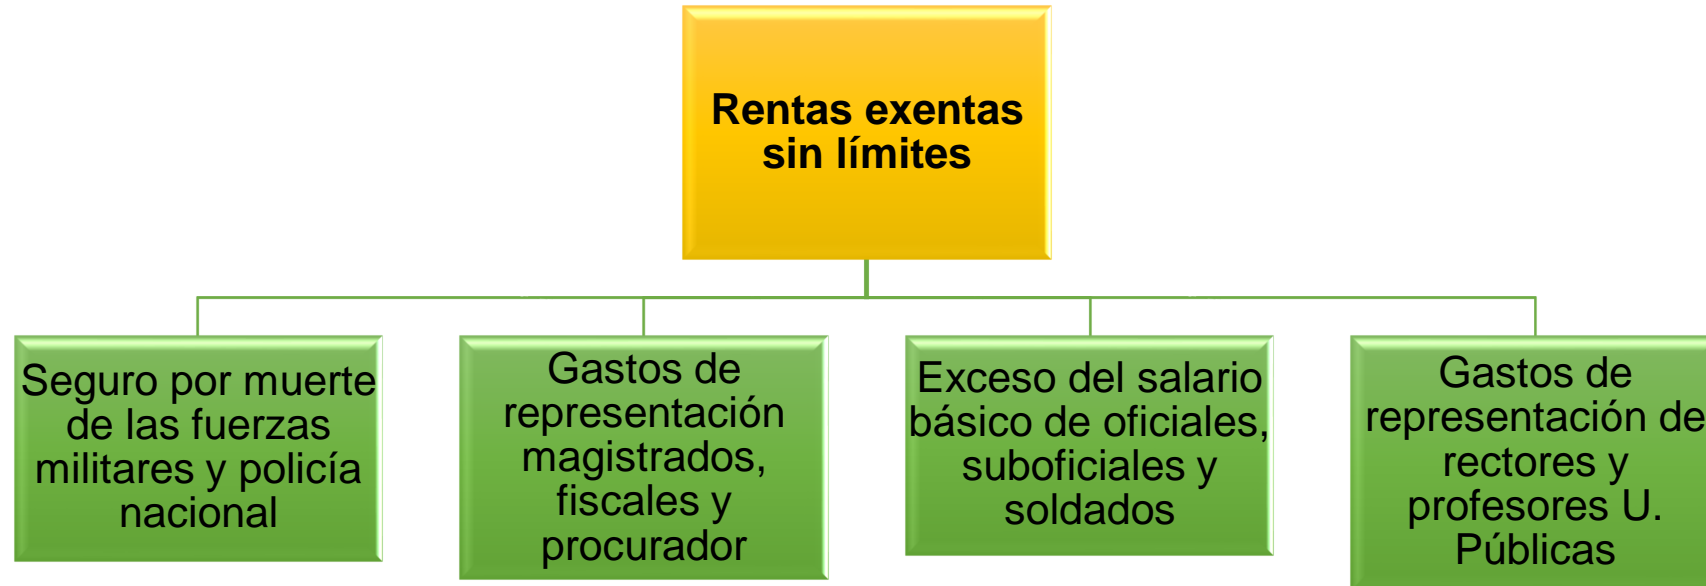 Rentas exentas
sin límites
Seguro por muerte
de las fuerzas
militares y policía
nacional
Gastos de
representación
magistrados,
fiscales y
procurador
Exceso del salario
básico de oficiales,
suboficiales y
soldados
Gastos de
representación de
rectores y
profesores U.
Públicas